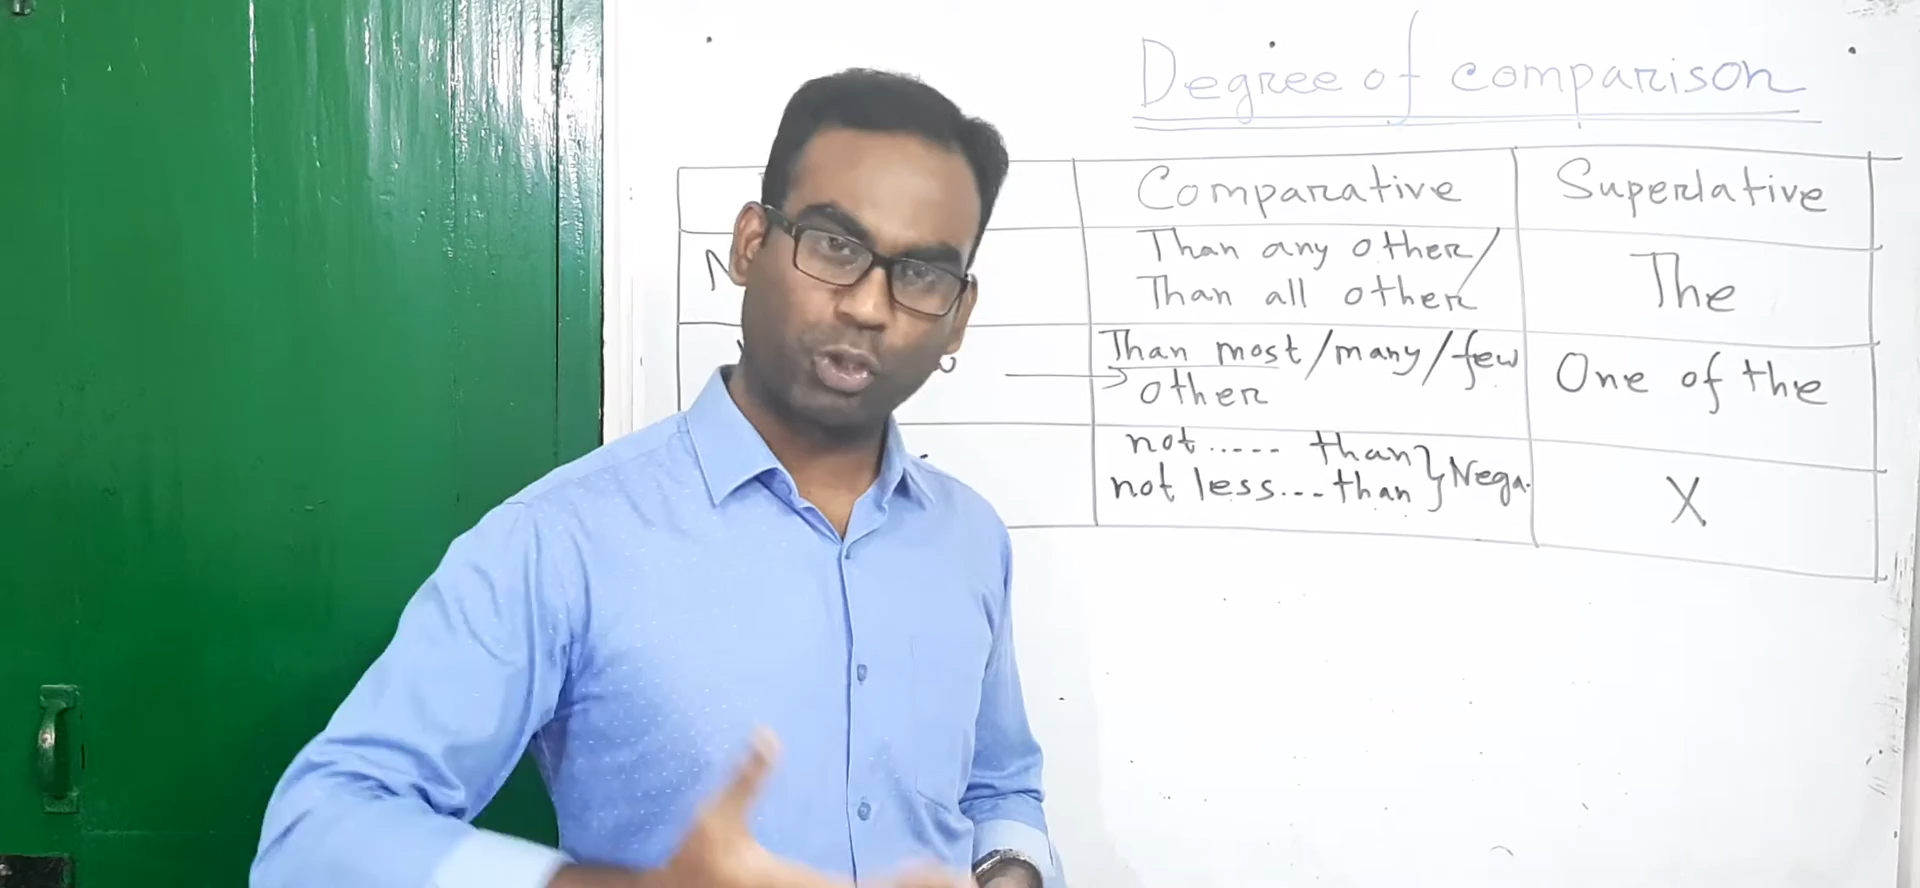 Degree of comparison
Comparative
Superlative
Than any other/
Than all other
The
Than most/many/few
other
One of the
not ..... than } Nega.
not less... than
X